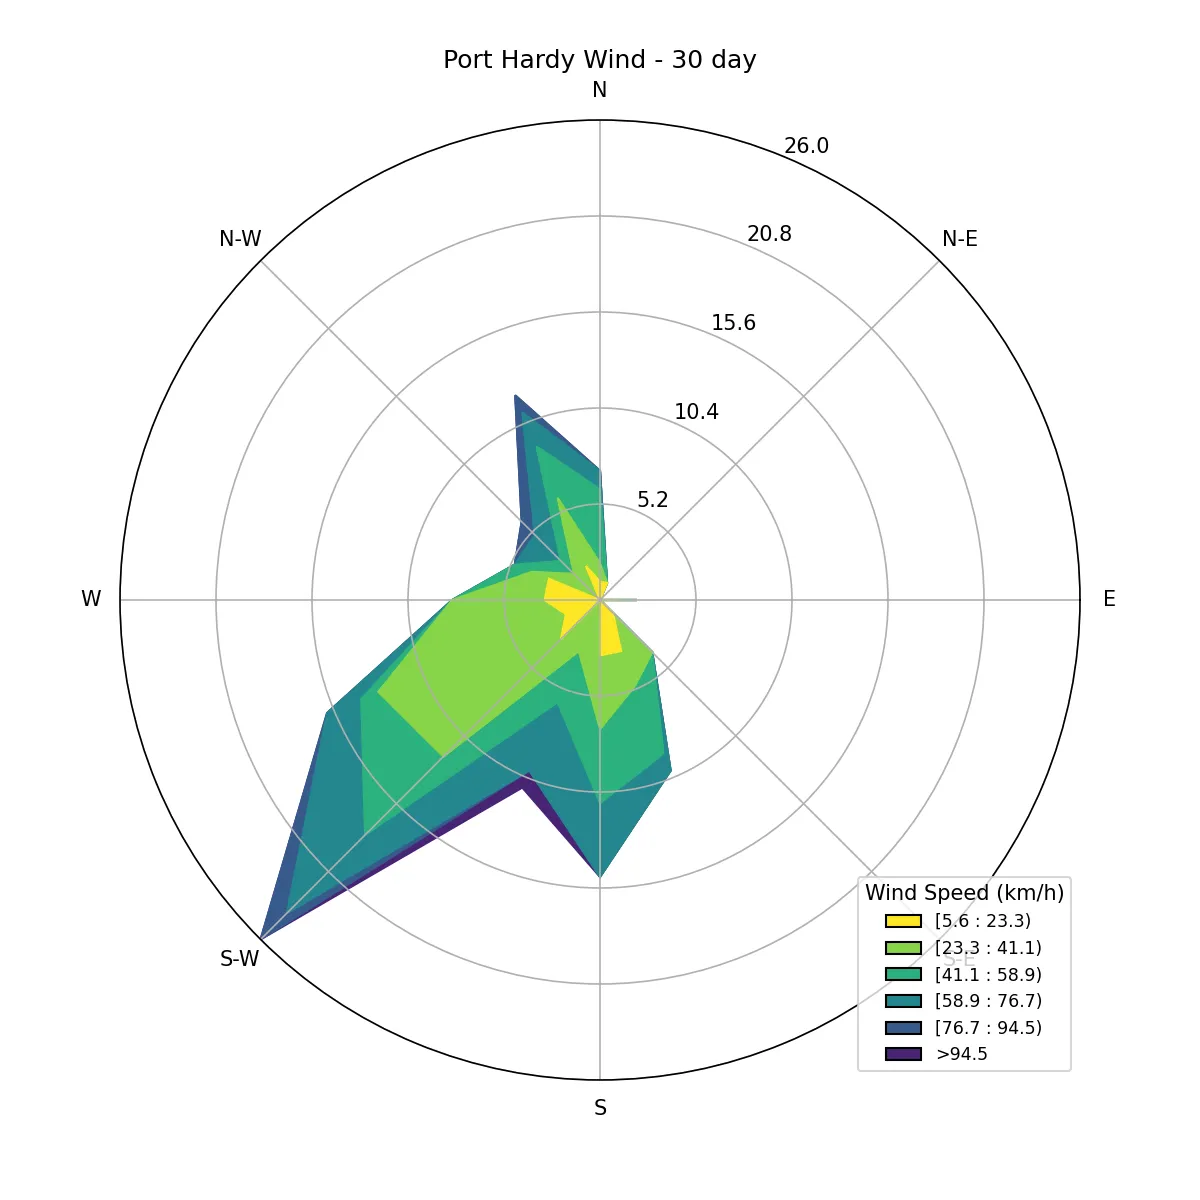 Port Hardy Wind - 30 day
N
26.0
N-W
N-E
20.8
15.6
10.4
5.2
W
E
S-W
S-E
Wind Speed (km/h)
[5.6 : 23.3)
[23.3 : 41.1)
[41.1 : 58.9)
[58.9 : 76.7)
[76.7 : 94.5)
>94.5
S